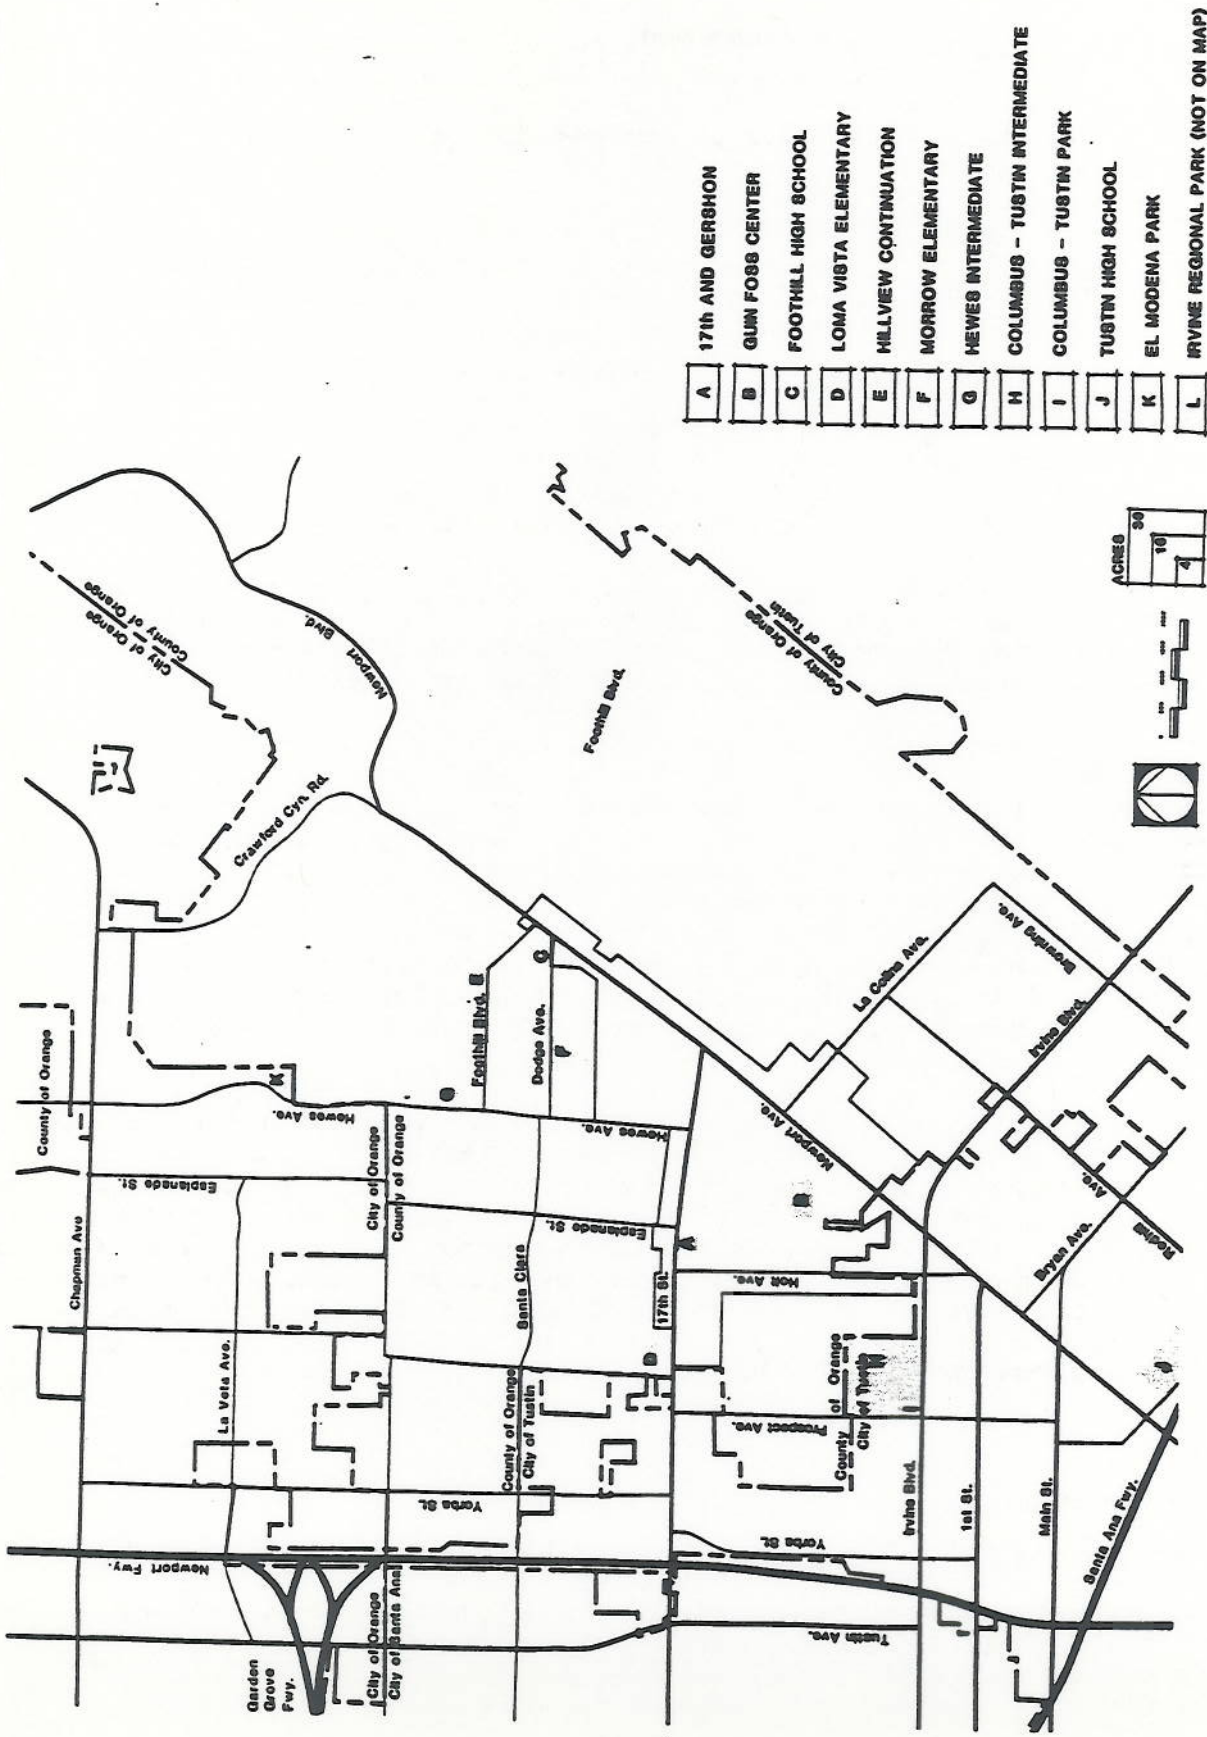 A 17th AND GERSHON
B GUIN FOSS CENTER
C FOOTHILL HIGH SCHOOL
D LOMA VISTA ELEMENTARY
E HILLVIEW CONTINUATION
F MORROW ELEMENTARY
G HEWES INTERMEDIATE
H COLUMBUS - TUSTIN INTERMEDIATE
I COLUMBUS - TUSTIN PARK
J TUSTIN HIGH SCHOOL
K EL MODENA PARK
L IRVINE REGIONAL PARK (NOT ON MAP)
ACRES
30
10
4
City of Orange
County of Orange
Newport
Blvd.
Foothill Blvd.
County of Orange
City of Tustin
Crawford Cyn. Rd.
County of Orange
Chapman Ave
Esplanade St.
Hewes Ave.
K
City of Orange
County of Orange
Foothill Blvd.
E
Dodge Ave.
C
F
Hewes Ave.
La Colina Ave.
Browning Ave.
Irvine Blvd.
Newport Ave.
La Veta Ave.
Santa Clara
Esplanade St.
17th St.
A
B
Holt Ave.
Bryan Ave.
Redhill
Ave.
D
County of Orange
City of Tustin
Prospect Ave.
County of Orange
City of Tustin
H
J
Yorba St.
Yorba St.
Irvine Blvd.
1st St.
Main St.
Santa Ana Fwy.
Newport Fwy.
Tustin Ave.
City of Orange
City of Santa Ana
Garden
Grove
Fwy.